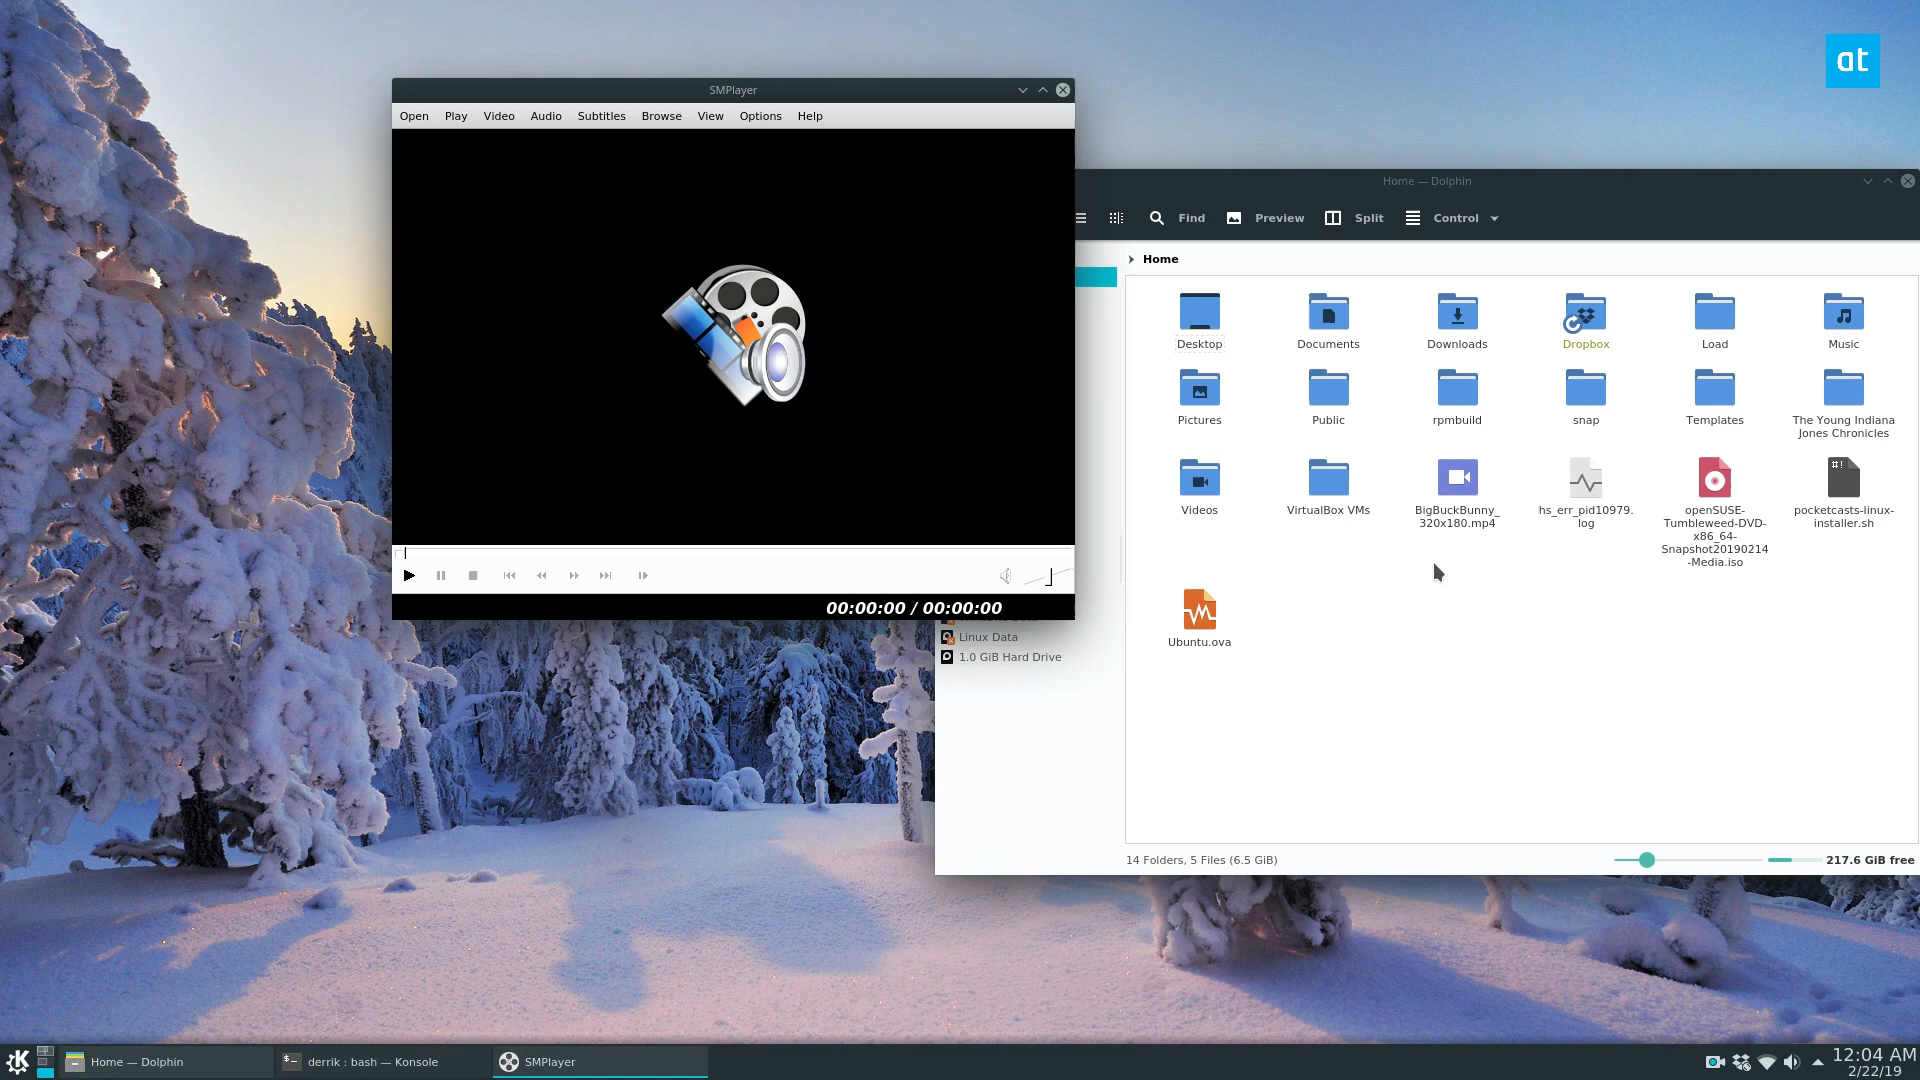 at
SMPlayer
Open Play Video Audio Subtitles Browse View Options Help
00:00:00 / 00:00:00
Home — Dolphin
Find Preview Split Control
Home
Desktop
Documents
Downloads
Dropbox
Load
Music
Pictures
Public
rpmbuild
snap
Templates
The Young Indiana
Jones Chronicles
Videos
VirtualBox VMs
BigBuckBunny_
320x180.mp4
hs_err_pid10979.
log
openSUSE-
Tumbleweed-DVD-
x86_64-
Snapshot20190214
-Media.iso
#!
pocketcasts-linux-
installer.sh
Ubuntu.ova
Linux Data
1.0 GiB Hard Drive
14 Folders, 5 Files (6.5 GiB)
217.6 GiB free
Home — Dolphin
derrik : bash — Konsole
SMPlayer
12:04 AM
2/22/19